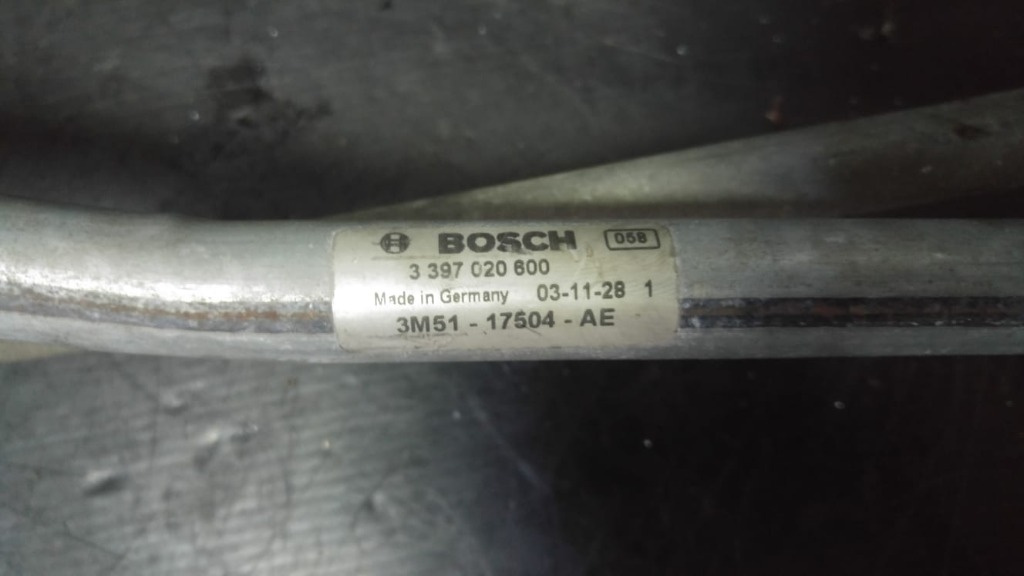 BOSCH 058
3 397 020 600
Made in Germany 03-11-28 1
3M51 - 17504 - AE